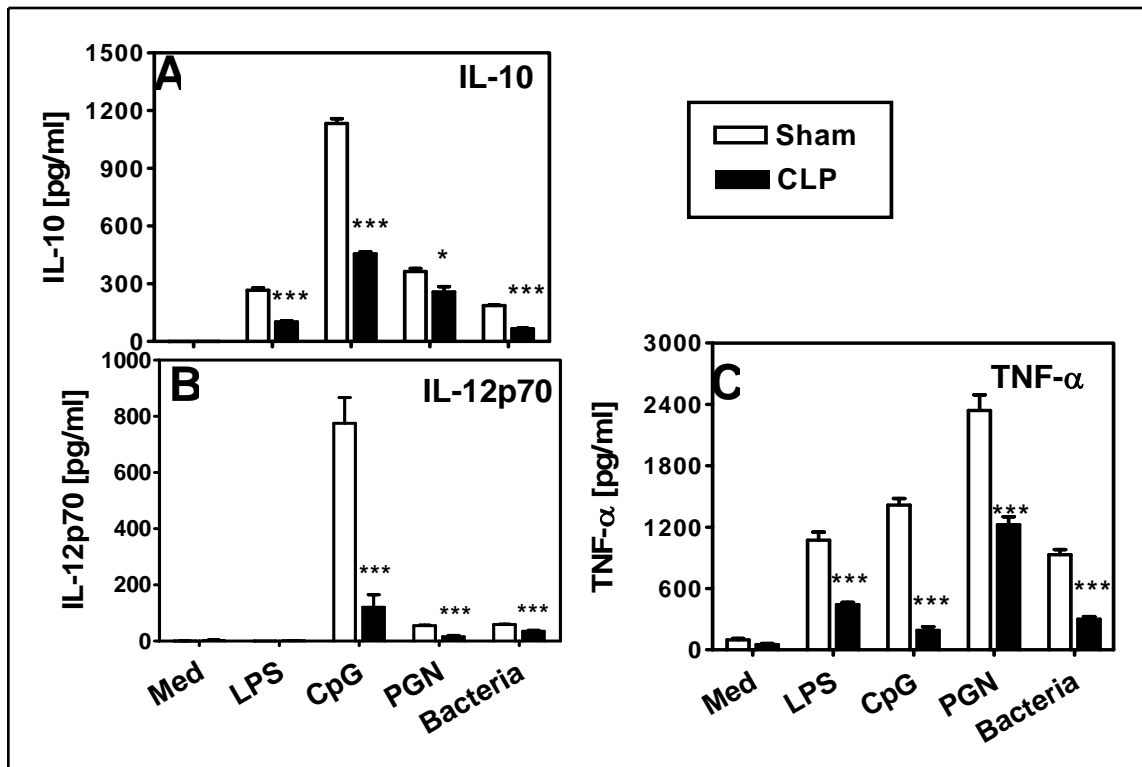 A
IL-10
IL-10 [pg/ml]
1500
1200
900
600
300
0
***
***
*
***
Sham
CLP
B
IL-12p70
IL-12p70 [pg/ml]
1000
800
600
400
200
0
***
***
***
Med
LPS
CpG
PGN
Bacteria
C
TNF-α
TNF-α [pg/ml]
3000
2400
1800
1200
600
0
***
***
***
***
Med
LPS
CpG
PGN
Bacteria